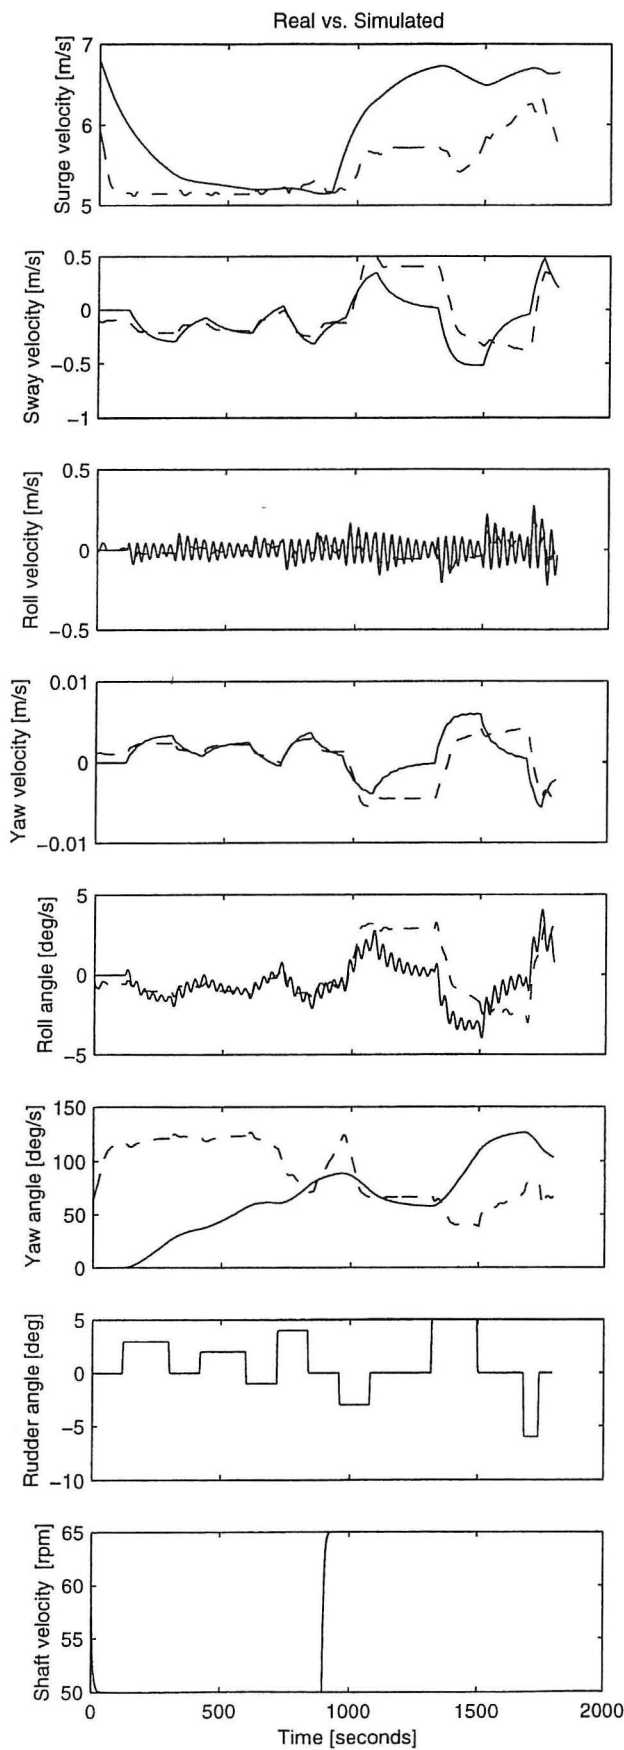 Real vs. Simulated
Surge velocity [m/s]
7
6
5
Sway velocity [m/s]
0.5
0
−0.5
−1
Roll velocity [m/s]
0.5
0
−0.5
Yaw velocity [m/s]
0.01
0
−0.01
Roll angle [deg/s]
5
0
−5
Yaw angle [deg/s]
150
100
50
0
Rudder angle [deg]
5
0
−5
−10
Shaft velocity [rpm]
65
60
55
50
0 500 1000 1500 2000
Time [seconds]